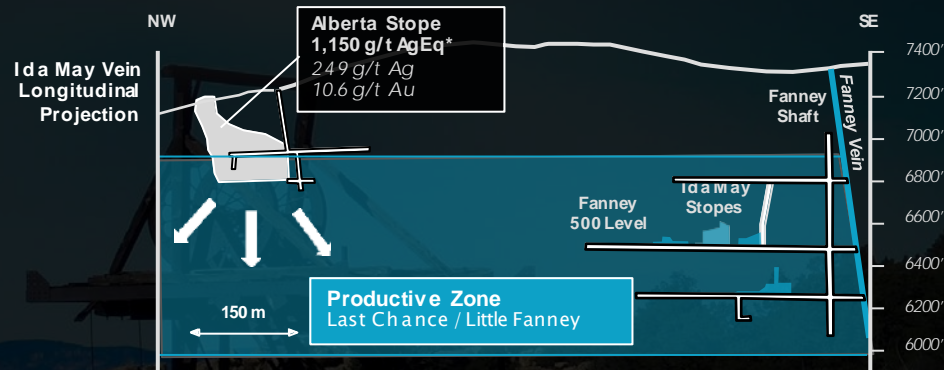 NW
SE
Ida May Vein
Longitudinal
Projection
Alberta Stope
1,150 g/t AgEq*
249 g/t Ag
10.6 g/t Au
Fanney
Shaft
Fanney Vein
7400'
7200'
7000'
6800'
6600'
6400'
6200'
6000'
Ida May
Stopes
Fanney
500 Level
150 m
Productive Zone
Last Chance / Little Fanney